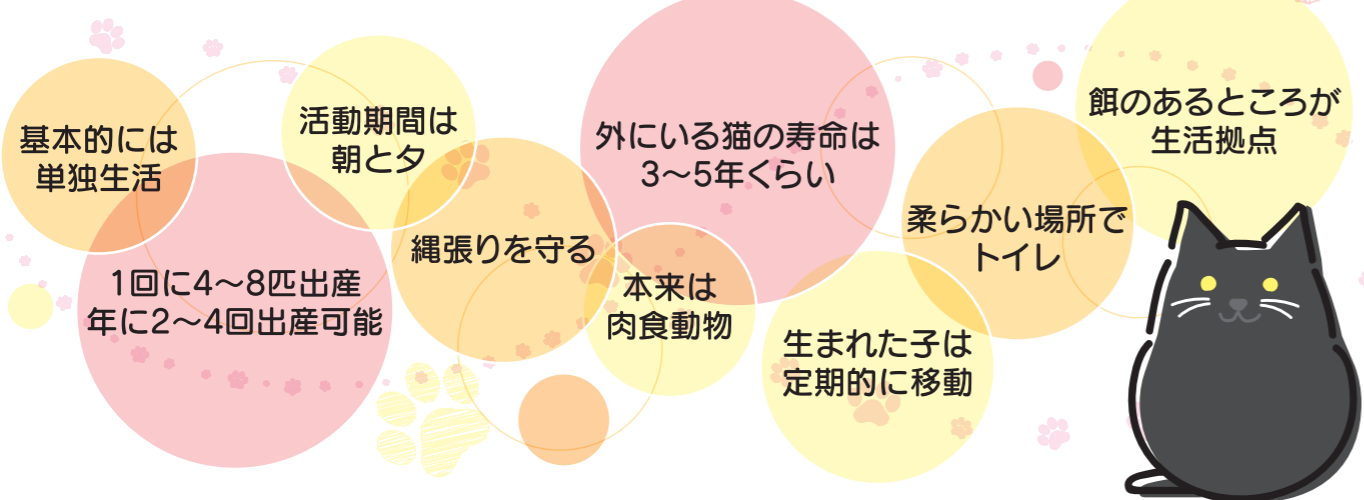 基本的には
単独生活
1回に4～8匹出産
年に2～4回出産可能
活動期間は
朝と夕
縄張りを守る
外にいる猫の寿命は
3～5年くらい
本来は
肉食動物
生まれた子は
定期的に移動
柔らかい場所で
トイレ
餌のあるところが
生活拠点